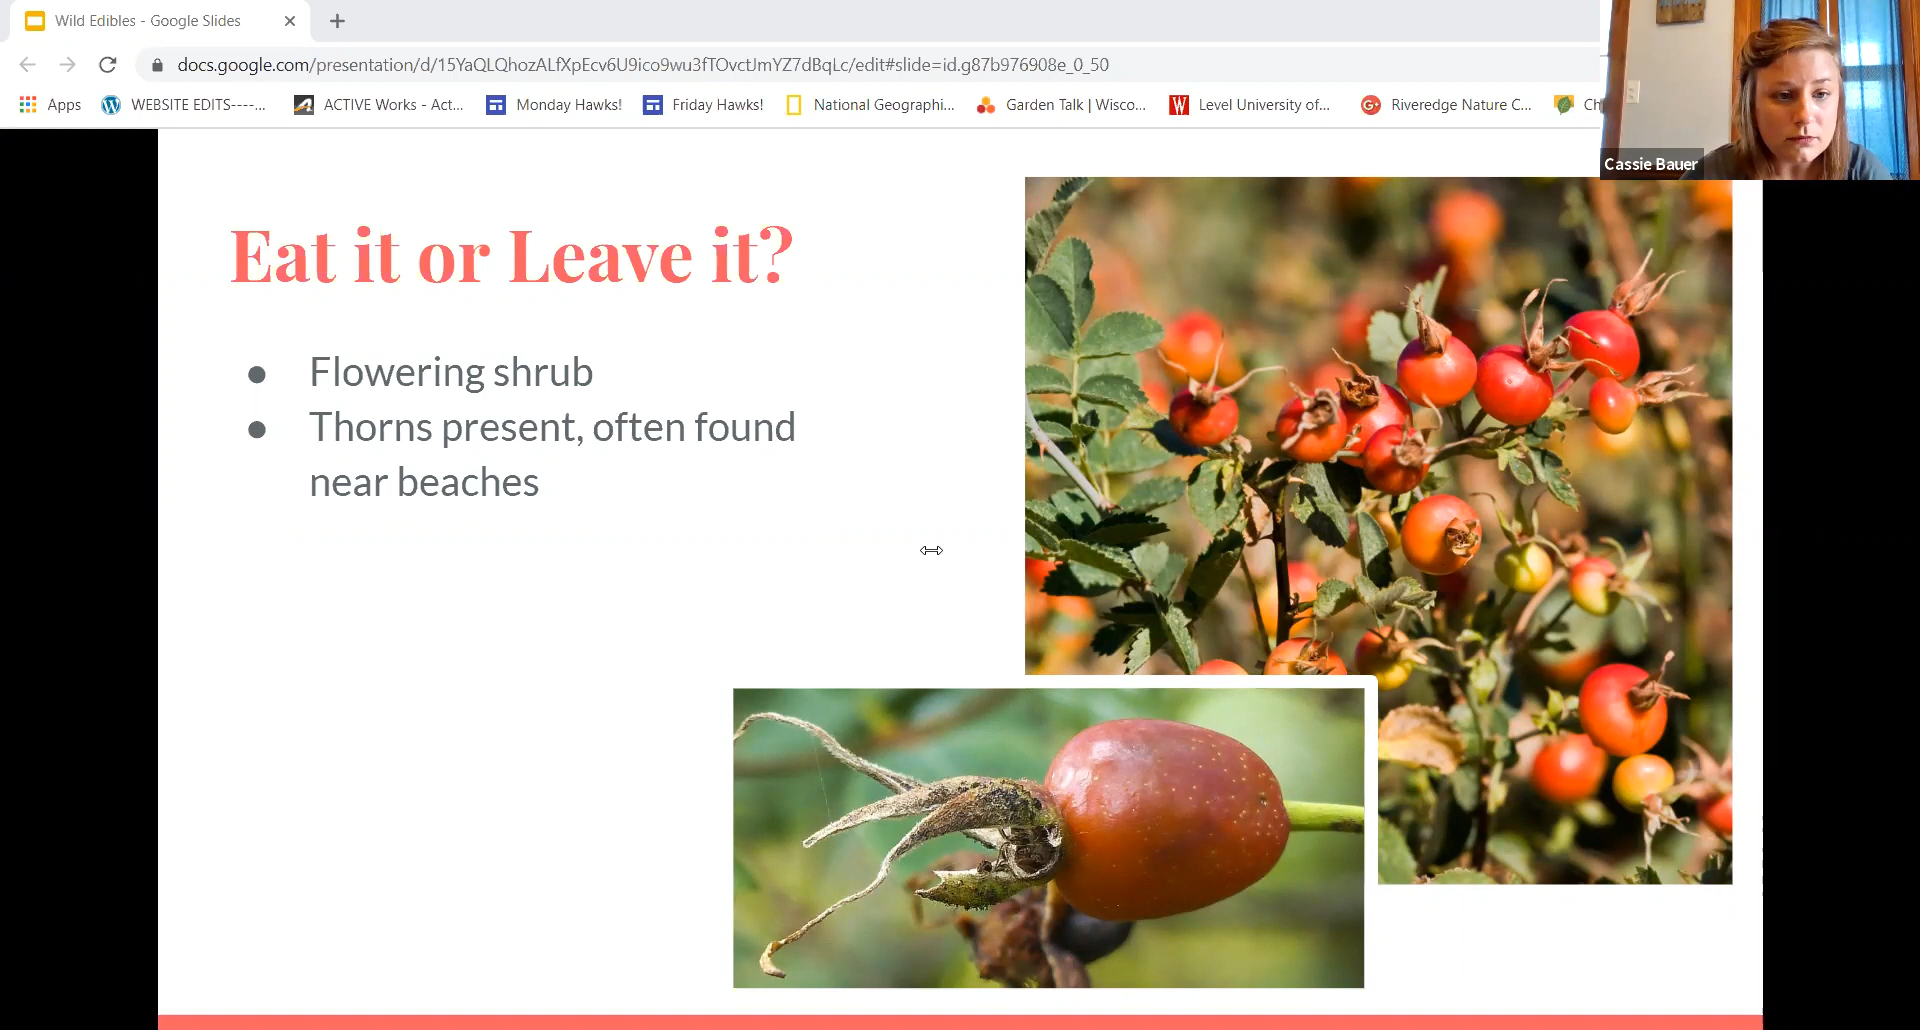 Wild Edibles - Google Slides
docs.google.com/presentation/d/15YaQLQhozALfXpEcv6U9ico9wu3fTOvctJmYZ7dBqLc/edit#slide=id.g87b976908e_0_50
Apps WEBSITE EDITS----... ACTIVE Works - Act... Monday Hawks! Friday Hawks! National Geographi... Garden Talk | Wisco... Level University of... Riveredge Nature C... Ch
Cassie Bauer
Eat it or Leave it?
● Flowering shrub
● Thorns present, often found
near beaches